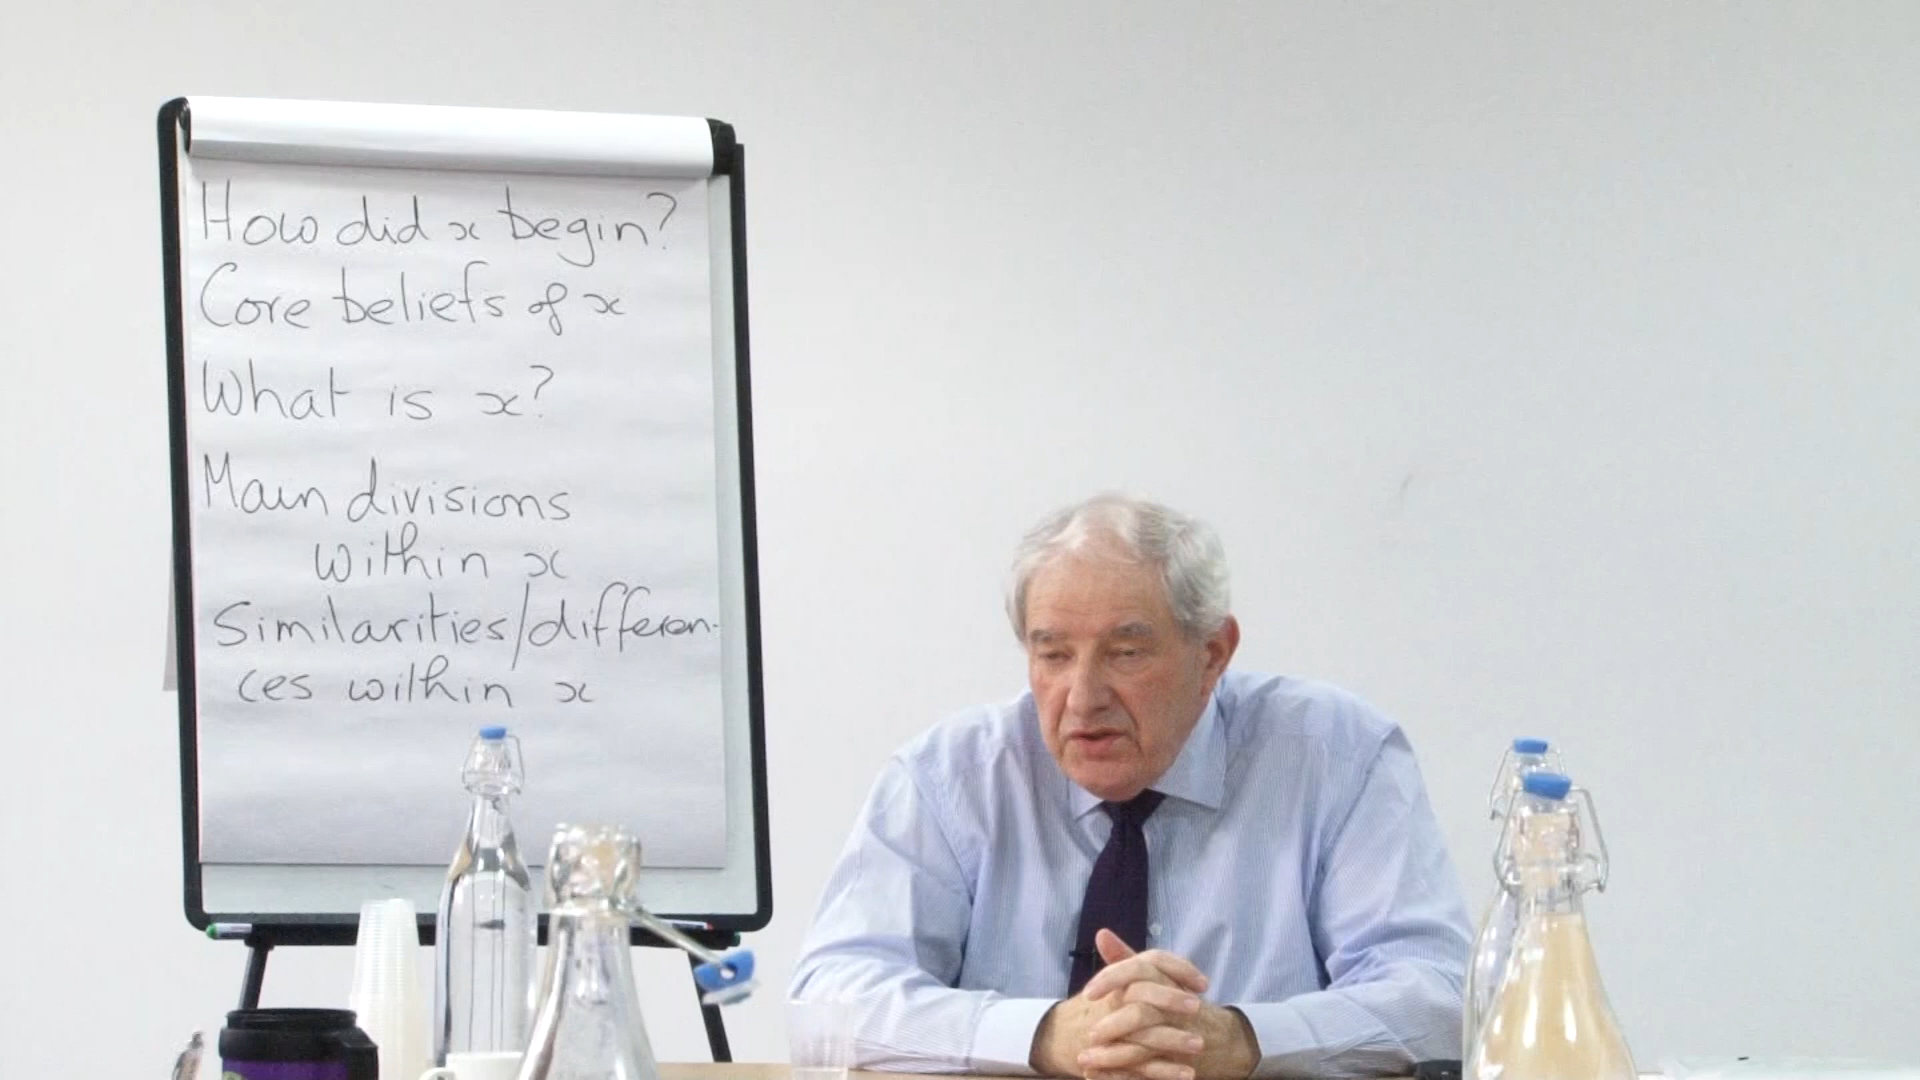 How did x begin?
Core beliefs of x
What is x?
Main divisions
within x
Similarities/differen-
ces within x